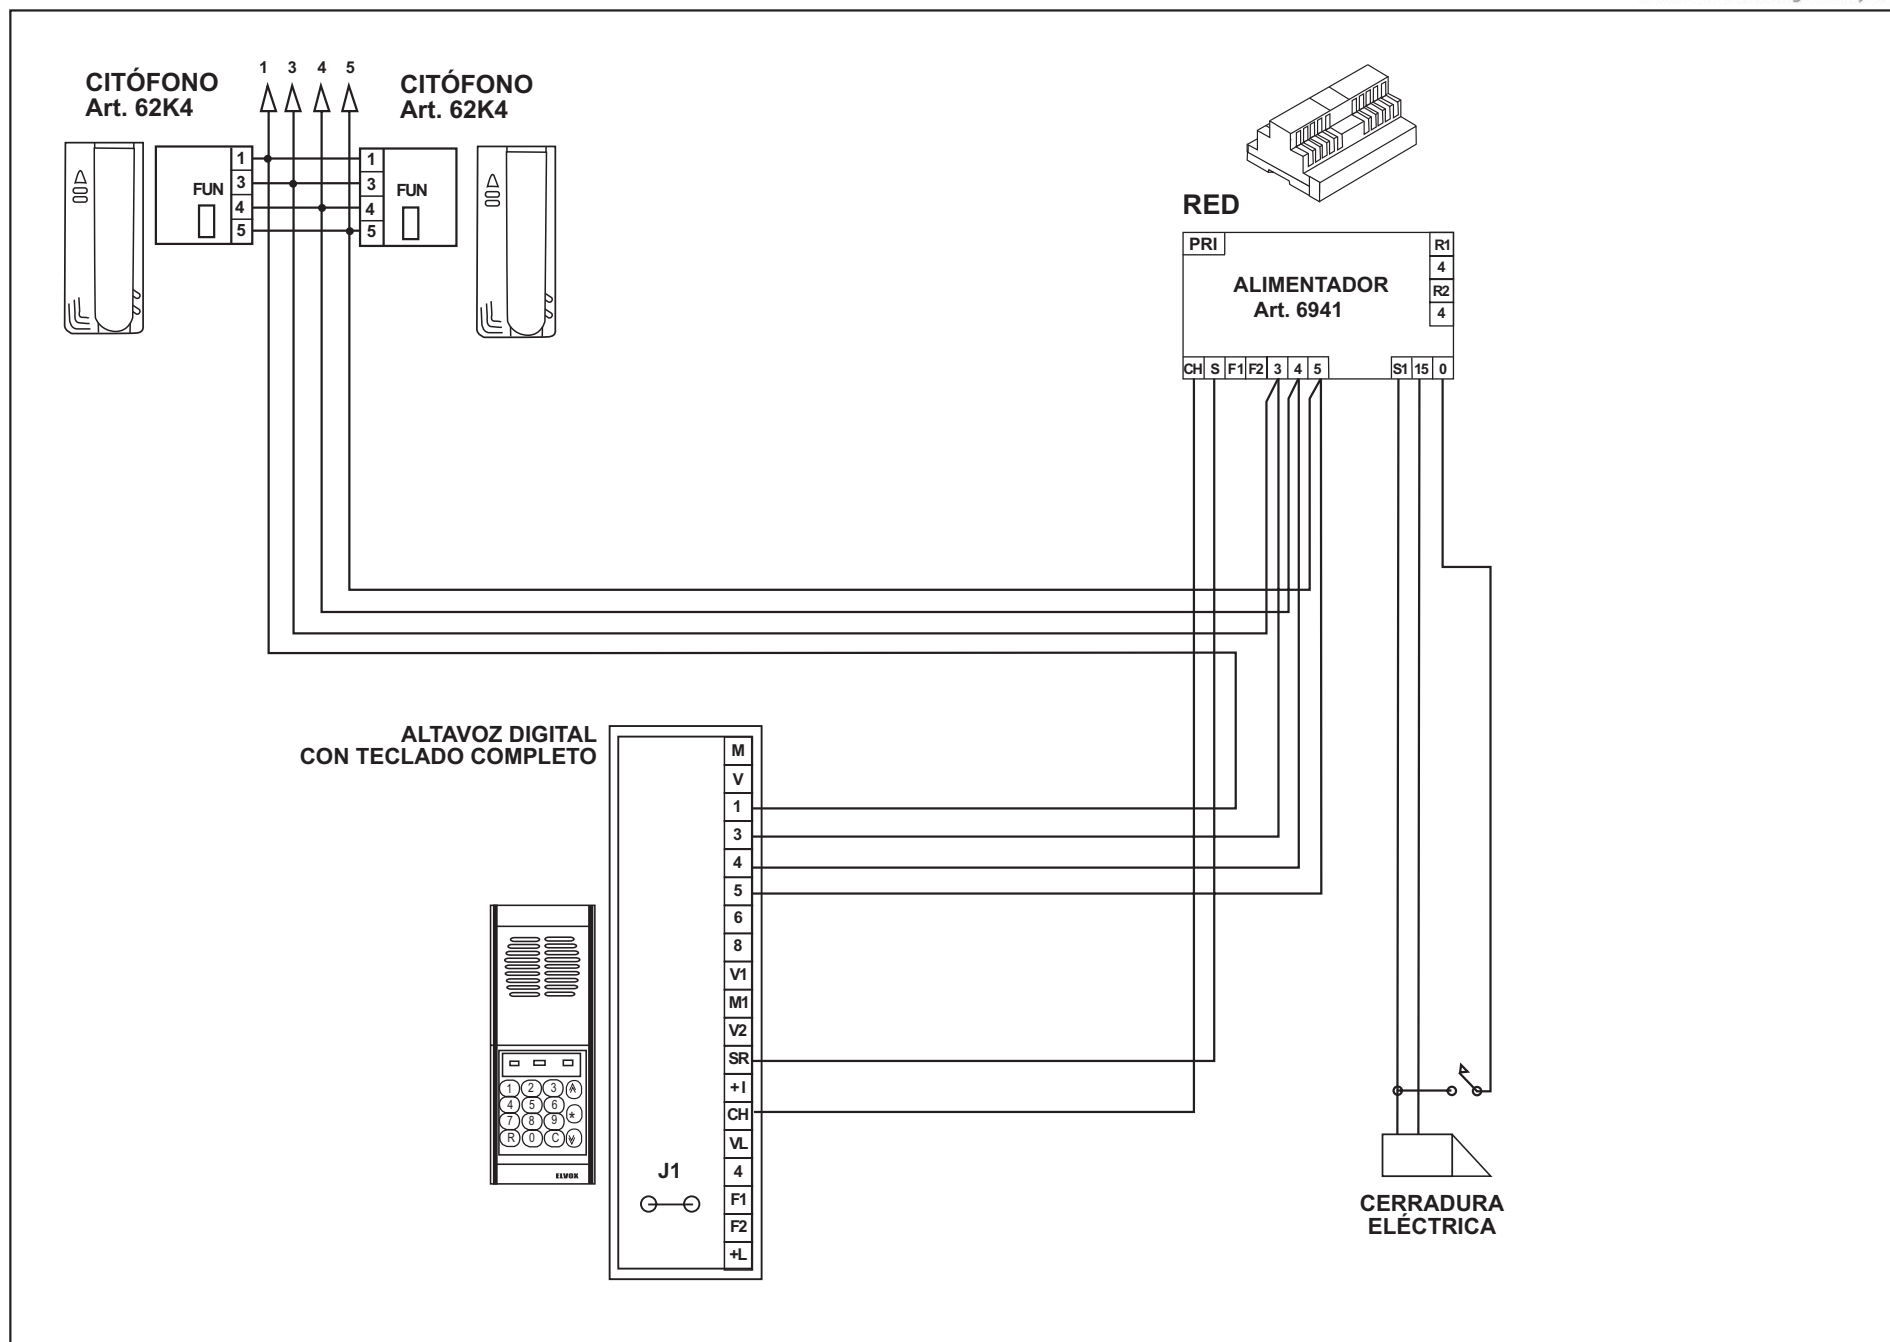 1 3 4 5
CITÓFONO
Art. 62K4
CITÓFONO
Art. 62K4
1
3
4
5
FUN
1
3
4
5
FUN
RED
PRI
ALIMENTADOR
Art. 6941
R1
4
R2
4
CH S F1 F2 3 4 5 S1 15 0
ALTAVOZ DIGITAL
CON TECLADO COMPLETO
M
V
1
3
4
5
6
8
V1
M1
V2
SR
+I
CH
VL
4
F1
F2
+L
J1
1 2 3
4 5 6 *
7 8 9
R 0 C
ELVOX
CERRADURA
ELÉCTRICA